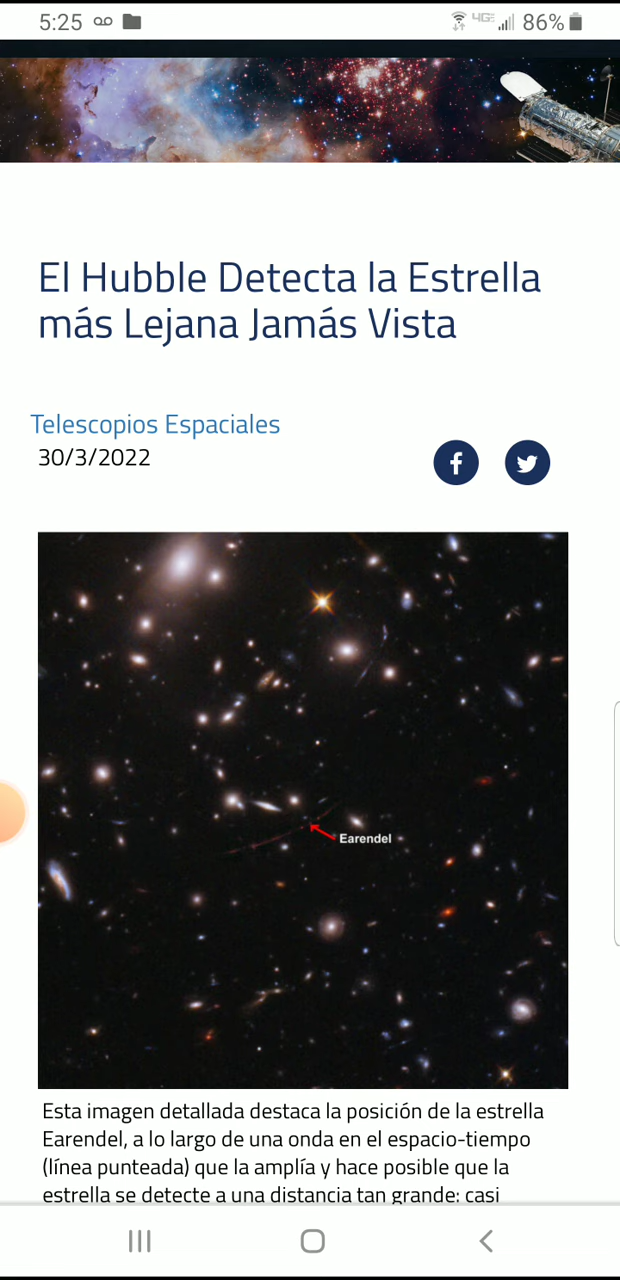 5:25
4GE 86%
El Hubble Detecta la Estrella
más Lejana Jamás Vista
Telescopios Espaciales
30/3/2022
Earendel
Esta imagen detallada destaca la posición de la estrella
Earendel, a lo largo de una onda en el espacio-tiempo
(línea punteada) que la amplía y hace posible que la
estrella se detecte a una distancia tan grande: casi